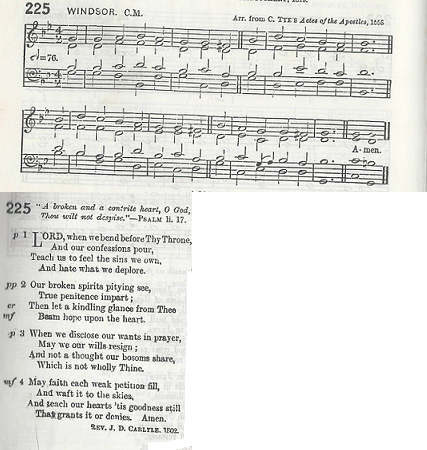 225 WINDSOR. C.M.
Arr. from C. TYE'S Actes of the Apostles, 1553
=76.
A- men.
225 "A broken and a contrite heart, O God,
Thou wilt not despise."—PSALM li. 17.
p 1 LORD, when we bend before Thy Throne,
And our confessions pour,
Teach us to feel the sins we own,
And hate what we deplore.
pp 2 Our broken spirits pitying see,
True penitence impart;
cr Then let a kindling glance from Thee
mf Beam hope upon the heart.
p 3 When we disclose our wants in prayer,
May we our wills resign;
And not a thought our bosoms share,
Which is not wholly Thine.
mf 4 May faith each weak petition fill,
And waft it to the skies,
And teach our hearts 'tis goodness still
That grants it or denies. Amen.
REV. J. D. CARLYLE. 1802.